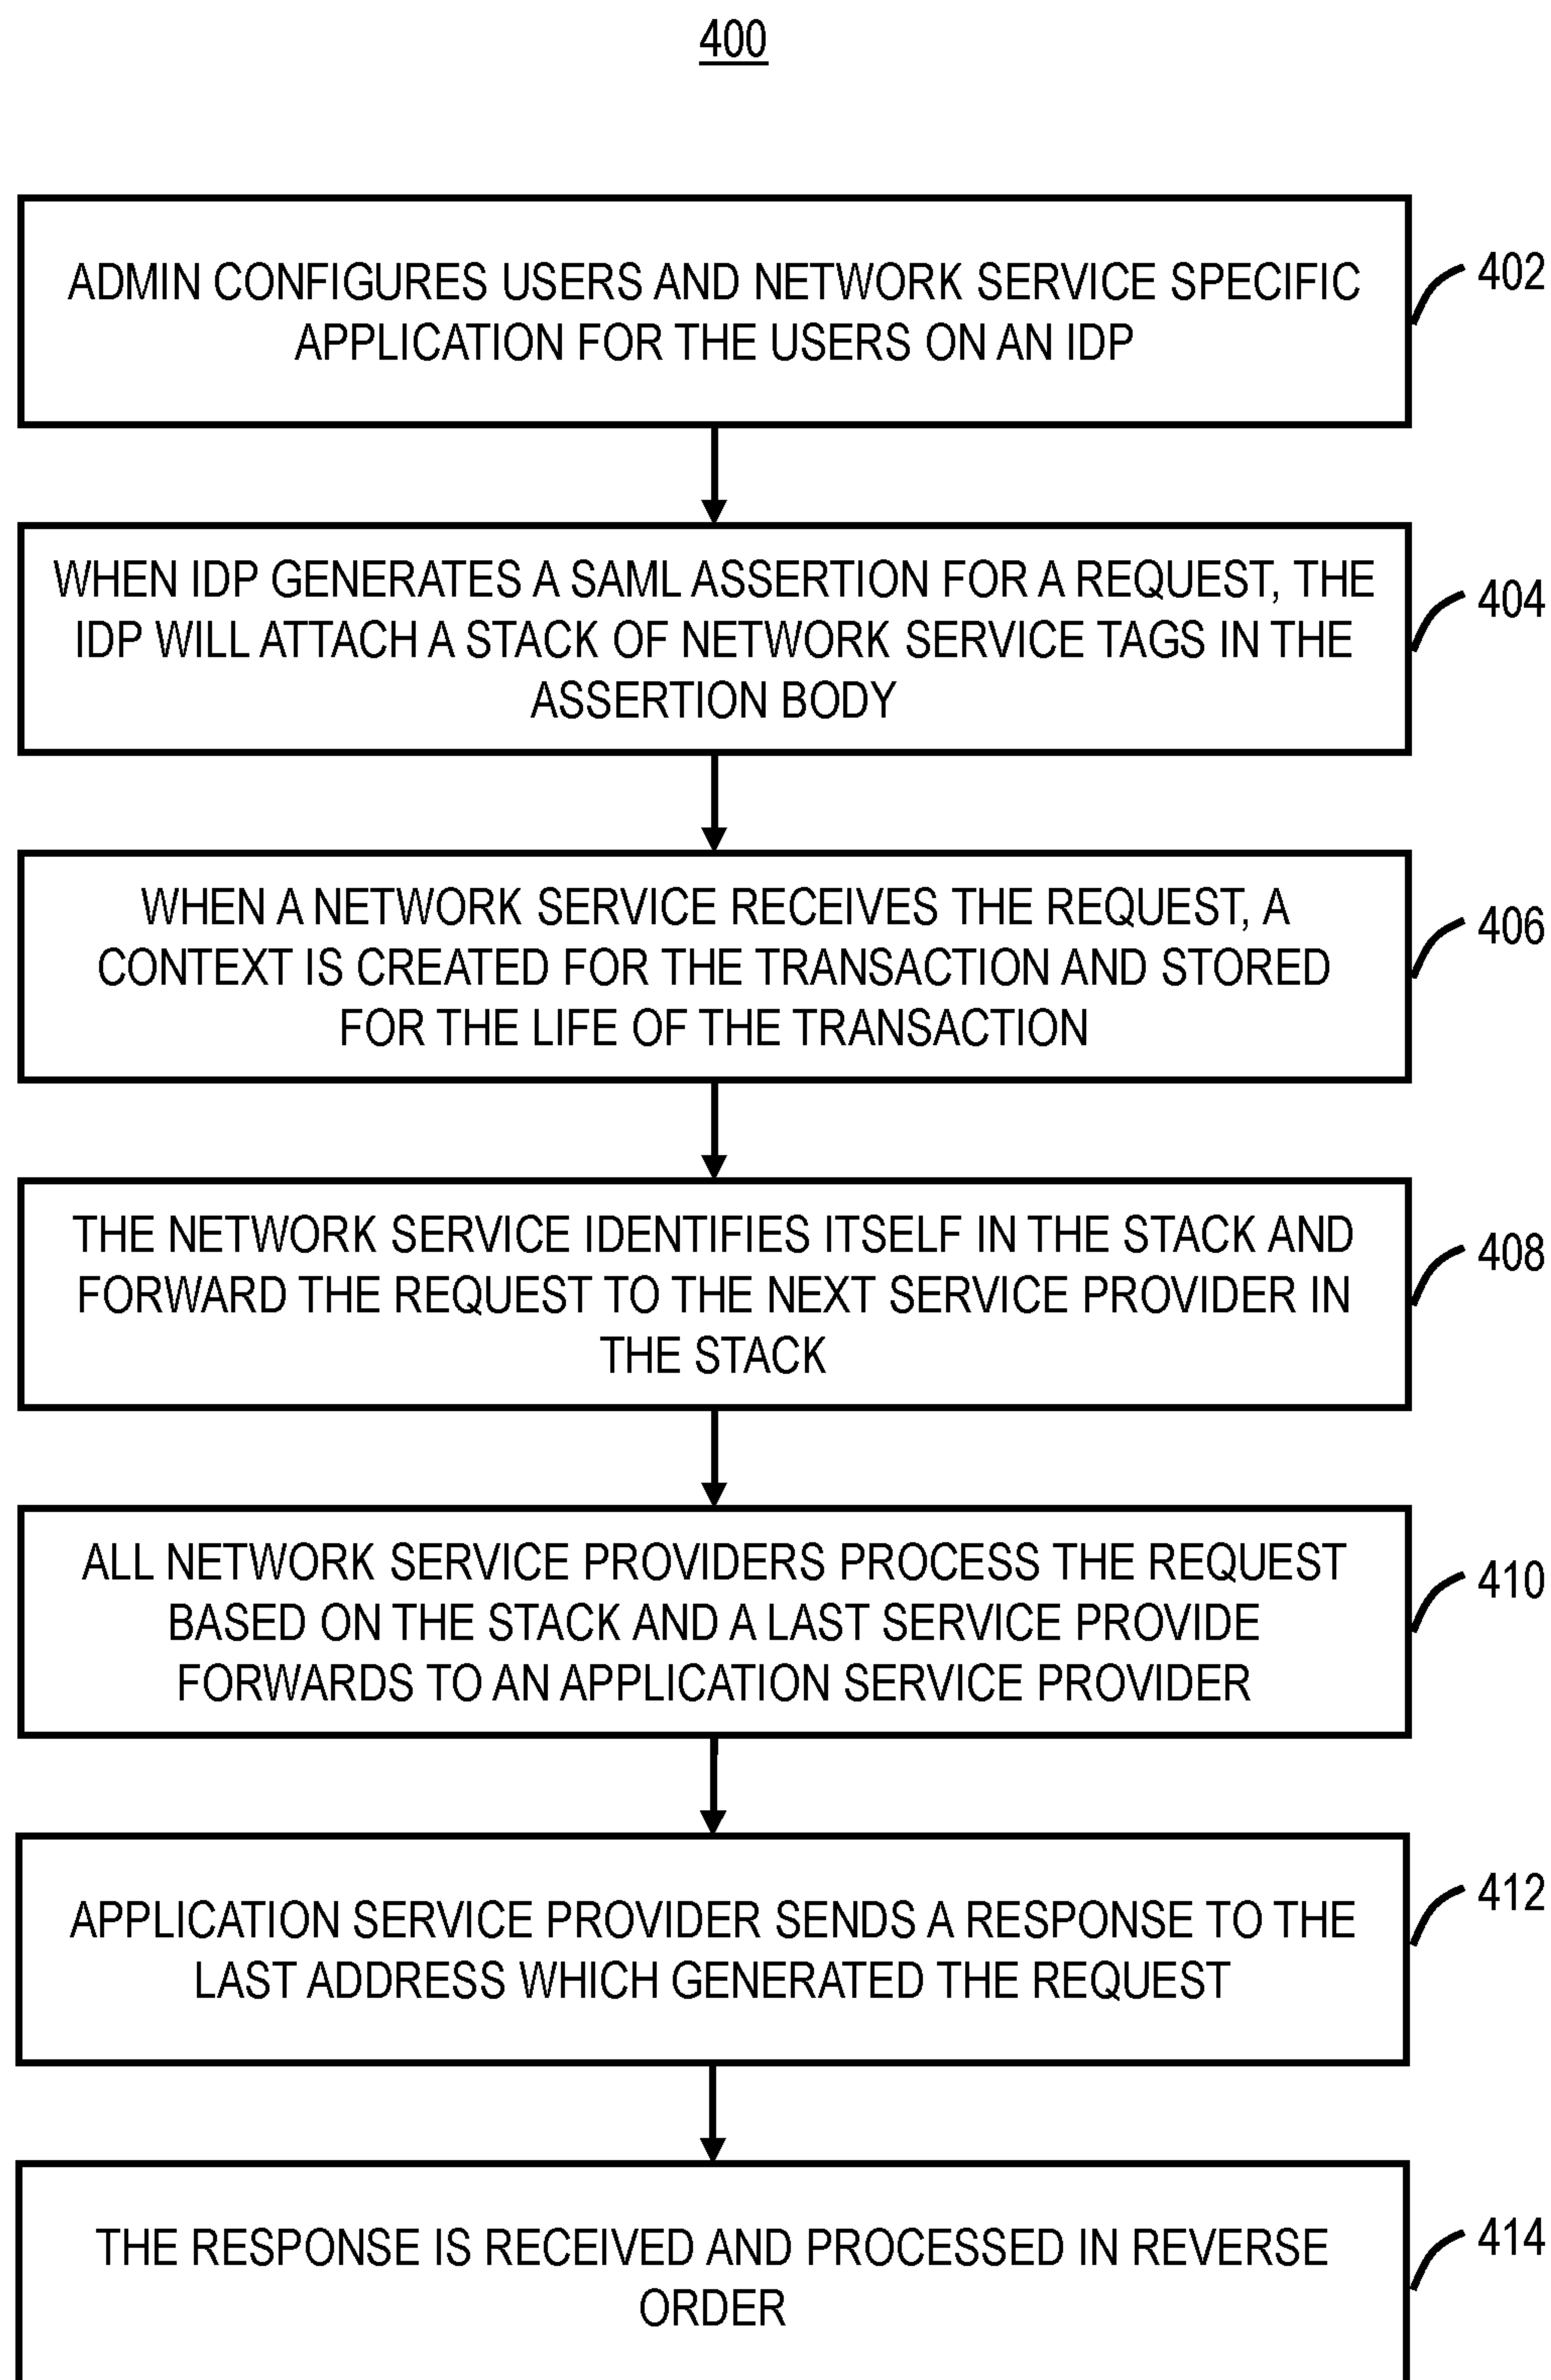 400
ADMIN CONFIGURES USERS AND NETWORK SERVICE SPECIFIC
APPLICATION FOR THE USERS ON AN IDP
402
WHEN IDP GENERATES A SAML ASSERTION FOR A REQUEST, THE
IDP WILL ATTACH A STACK OF NETWORK SERVICE TAGS IN THE
ASSERTION BODY
404
WHEN A NETWORK SERVICE RECEIVES THE REQUEST, A
CONTEXT IS CREATED FOR THE TRANSACTION AND STORED
FOR THE LIFE OF THE TRANSACTION
406
THE NETWORK SERVICE IDENTIFIES ITSELF IN THE STACK AND
FORWARD THE REQUEST TO THE NEXT SERVICE PROVIDER IN
THE STACK
408
ALL NETWORK SERVICE PROVIDERS PROCESS THE REQUEST
BASED ON THE STACK AND A LAST SERVICE PROVIDE
FORWARDS TO AN APPLICATION SERVICE PROVIDER
410
APPLICATION SERVICE PROVIDER SENDS A RESPONSE TO THE
LAST ADDRESS WHICH GENERATED THE REQUEST
412
THE RESPONSE IS RECEIVED AND PROCESSED IN REVERSE
ORDER
414